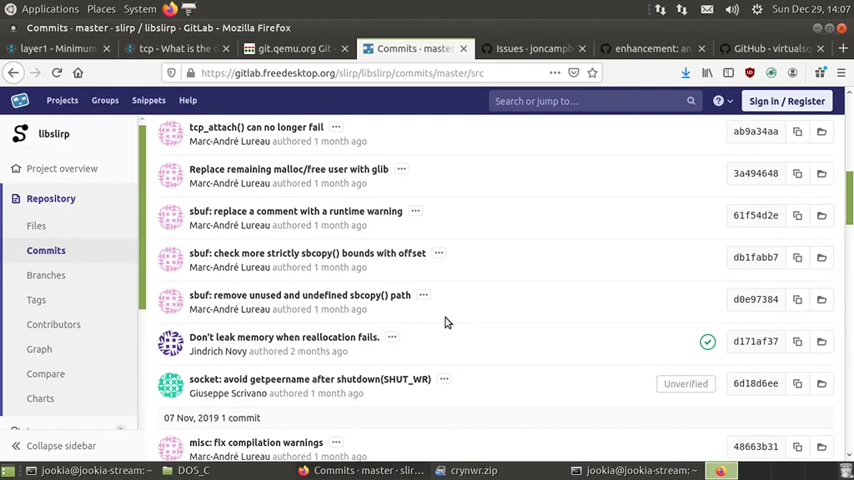 Applications Places System Sun Dec 29, 14:07
Commits · master · slirp / libslirp · GitLab - Mozilla Firefox
layer1 - Minimum tcp - What is the d git.qemu.org Git - Commits · master Issues · joncampb enhancement: an GitHub - virtualsq
https://gitlab.freedesktop.org/slirp/libslirp/commits/master/src
Projects Groups Snippets Help Search or jump to... Sign in / Register
libslirp
Project overview
Repository
Files
Commits
Branches
Tags
Contributors
Graph
Compare
Charts
Collapse sidebar
tcp_attach() can no longer fail
Marc-André Lureau authored 1 month ago
ab9a34aa
Replace remaining malloc/free user with glib
Marc-André Lureau authored 1 month ago
3a494648
sbuf: replace a comment with a runtime warning
Marc-André Lureau authored 1 month ago
61f54d2e
sbuf: check more strictly sbcopy() bounds with offset
Marc-André Lureau authored 1 month ago
db1fabb7
sbuf: remove unused and undefined sbcopy() path
Marc-André Lureau authored 1 month ago
d0e97384
Don't leak memory when reallocation fails.
Jindrich Novy authored 2 months ago
d171af37
socket: avoid getpeername after shutdown(SHUT_WR)
Giuseppe Scrivano authored 1 month ago
Unverified 6d18d6ee
07 Nov, 2019 1 commit
misc: fix compilation warnings
Marc-André Lureau authored 1 month ago
48663b31
jookia@jookia-stream: ~ DOS_C Commits · master · slir... crynwr.zip jookia@jookia-stream: ~